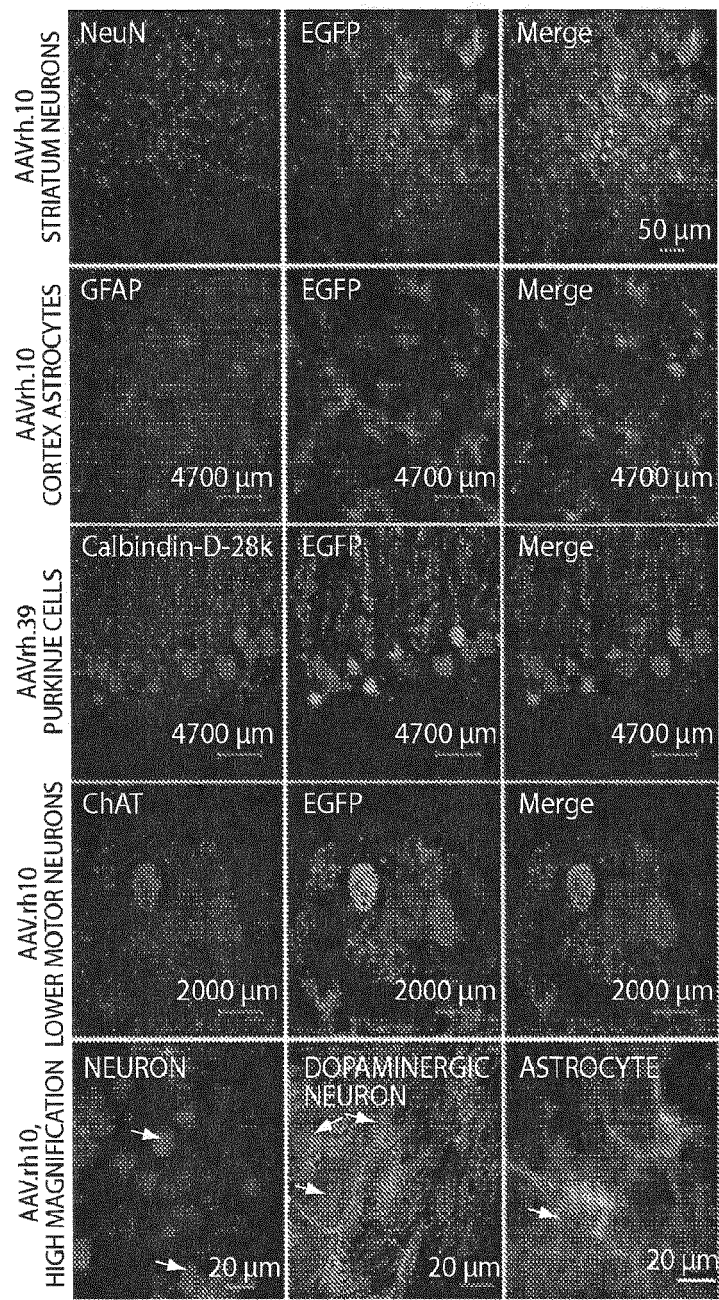 AAVrh.10
STRIATUM NEURONS
NeuN
EGFP
Merge
50 µm
AAVrh.10
CORTEX ASTROCYTES
GFAP
EGFP
Merge
4700 µm
4700 µm
4700 µm
AAVrh.39
PURKINJE CELLS
Calbindin-D-28k
EGFP
Merge
4700 µm
4700 µm
4700 µm
AAV.rh10
LOWER MOTOR NEURONS
ChAT
EGFP
Merge
2000 µm
2000 µm
2000 µm
AAV.rh10,
HIGH MAGNIFICATION
NEURON
DOPAMINERGIC
NEURON
ASTROCYTE
20 µm
20 µm
20 µm